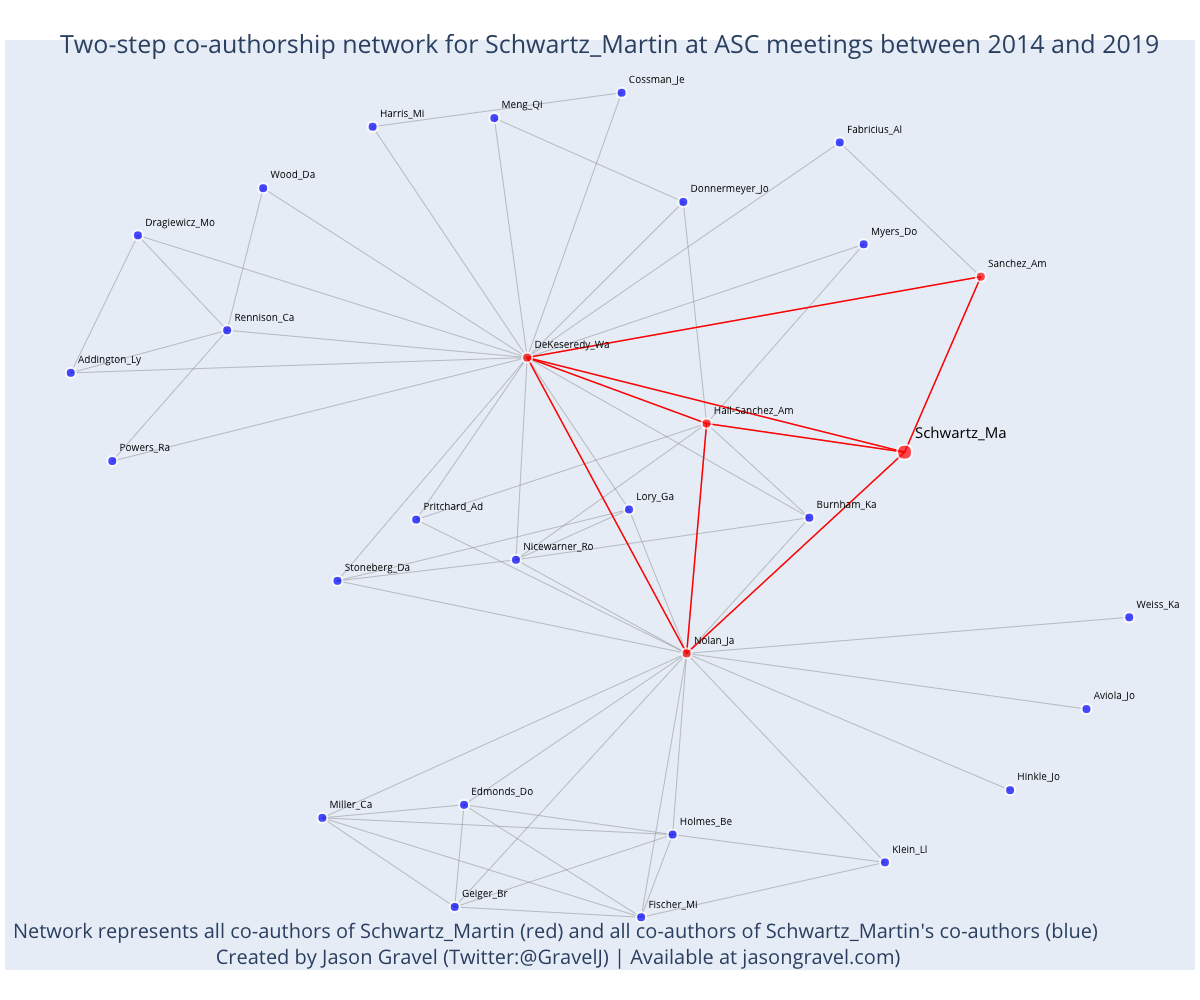 Two-step co-authorship network for Schwartz_Martin at ASC meetings between 2014 and 2019
Cossman_Je
Meng_Qi
Harris_Mi
Fabricius_Al
Wood_Da
Donnermeyer_Jo
Dragiewicz_Mo
Myers_Do
Sanchez_Am
Rennison_Ca
DeKeseredy_Wa
Addington_Ly
Hall-Sanchez_Am
Schwartz_Ma
Powers_Ra
Lory_Ga
Pritchard_Ad
Burnham_Ka
Nicewarner_Ro
Stoneberg_Da
Weiss_Ka
Nolan_Ja
Aviola_Jo
Hinkle_Jo
Edmonds_Do
Miller_Ca
Holmes_Be
Klein_Ll
Geiger_Br
Fischer_Mi
Network represents all co-authors of Schwartz_Martin (red) and all co-authors of Schwartz_Martin's co-authors (blue)
Created by Jason Gravel (Twitter:@GravelJ) | Available at jasongravel.com)